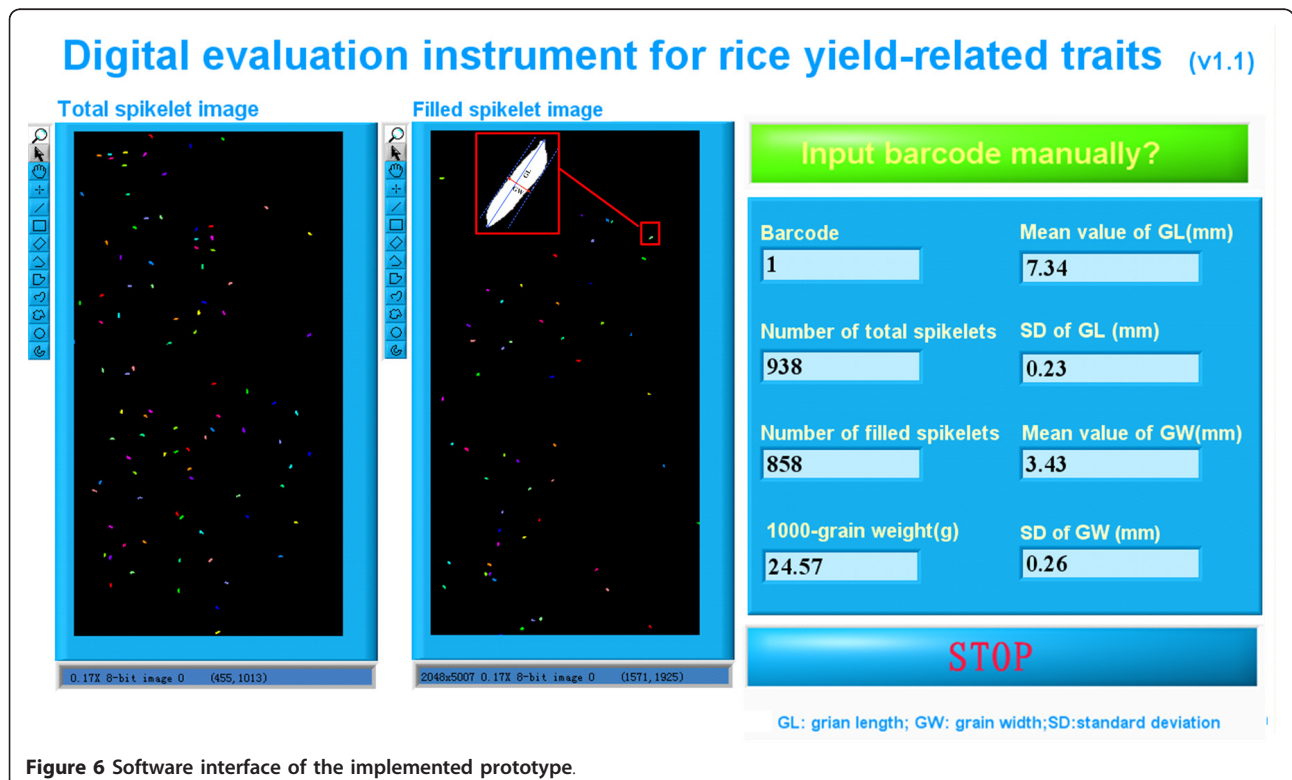 Digital evaluation instrument for rice yield-related traits (v1.1)
Total spikelet image
Filled spikelet image
GL
GW
0.17X 8-bit image 0 (455,1013)
2048x5007 0.17X 8-bit image 0 (1571,1925)
Input barcode manually?
Barcode
1
Mean value of GL(mm)
7.34
Number of total spikelets
938
SD of GL (mm)
0.23
Number of filled spikelets
858
Mean value of GW(mm)
3.43
1000-grain weight(g)
24.57
SD of GW (mm)
0.26
STOP
GL: grian length; GW: grain width;SD:standard deviation
Figure 6 Software interface of the implemented prototype.